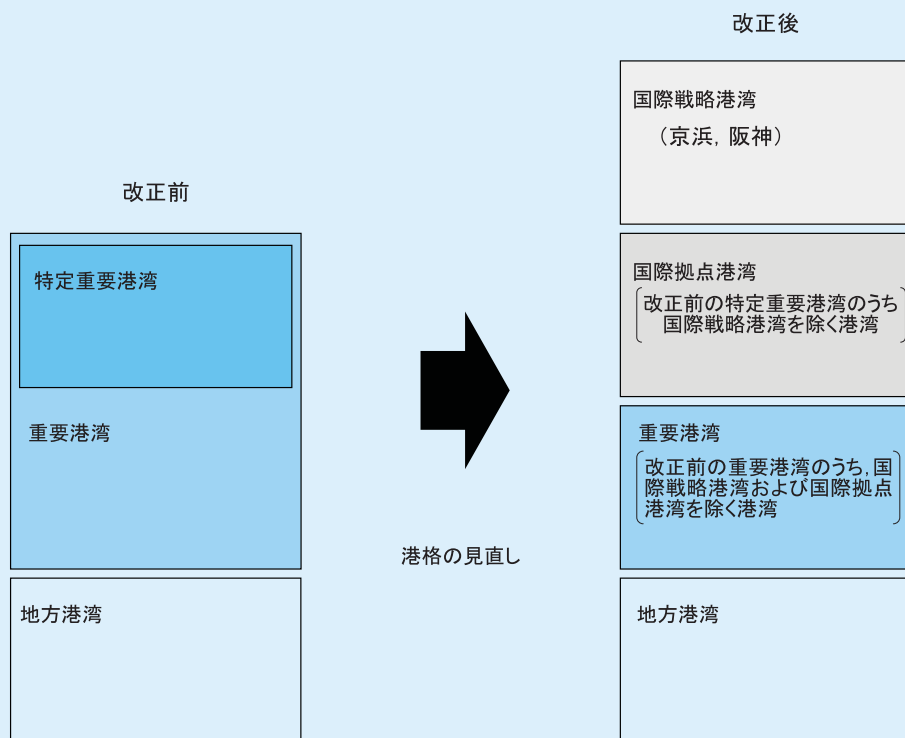 改正前
特定重要港湾
重要港湾
地方港湾
港格の見直し
改正後
国際戦略港湾
（京浜, 阪神）
国際拠点港湾
改正前の特定重要港湾のうち
国際戦略港湾を除く港湾
重要港湾
改正前の重要港湾のうち, 国
際戦略港湾および国際拠点
港湾を除く港湾
地方港湾